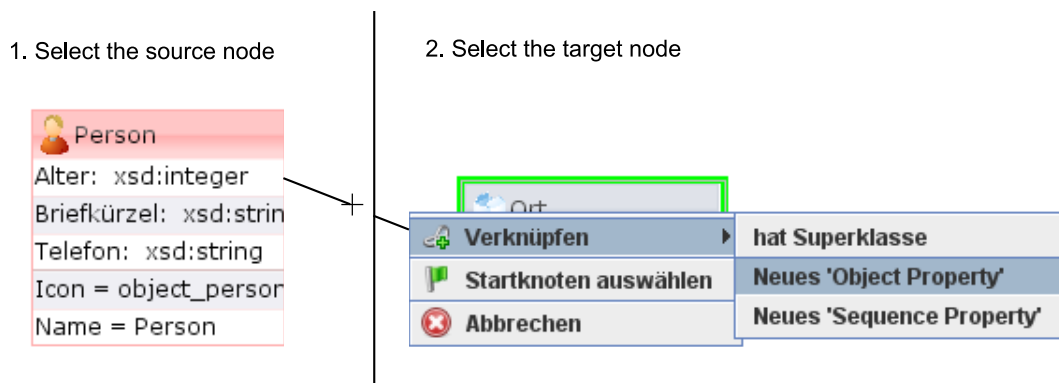 1. Select the source node
2. Select the target node
Person
Alter: xsd:integer
Briefkürzel: xsd:strin
Telefon: xsd:string
Icon = object_person
Name = Person
Ort
Verknüpfen
Startknoten auswählen
Abbrechen
hat Superklasse
Neues 'Object Property'
Neues 'Sequence Property'